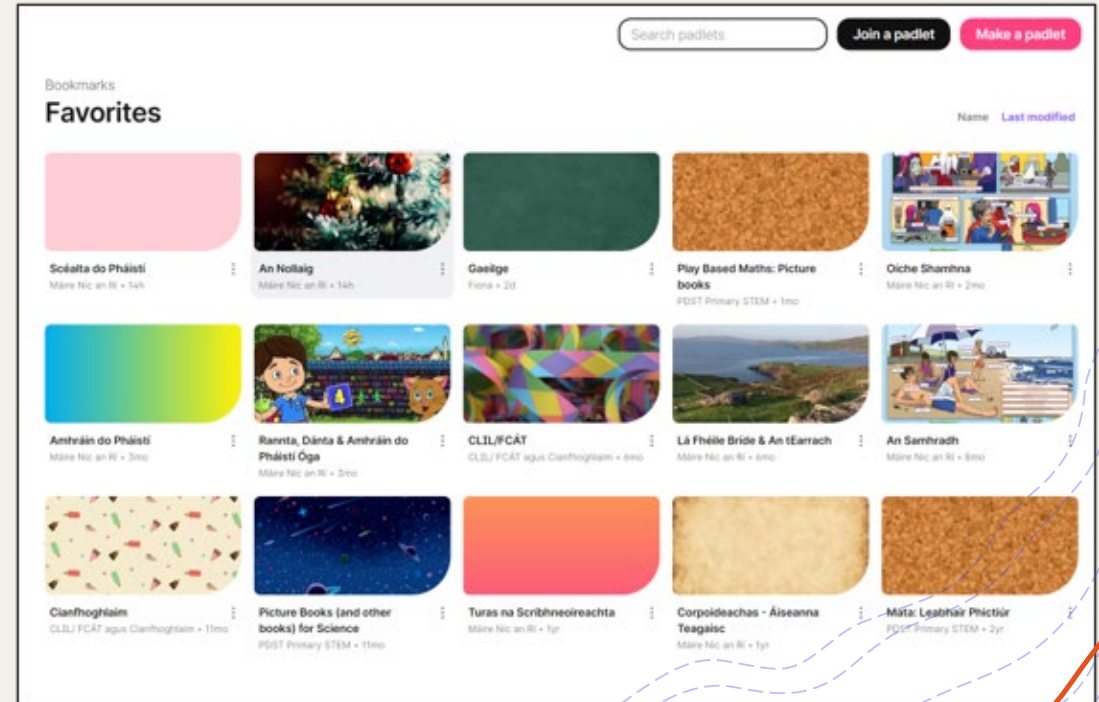 Search padlets
Join a padlet
Make a padlet
Bookmarks
Favorites
Name
Last modified
Scéalta do Pháistí
Máire Nic an Rí • 14h
An Nollaig
Máire Nic an Rí • 14h
Gaeilge
Fiona • 2d
Play Based Maths: Picture
books
PDST Primary STEM • 1mo
Oíche Shamhna
Máire Nic an Rí • 2mo
Amhráin do Pháistí
Máire Nic an Rí • 3mo
Rannta, Dánta & Amhráin do
Pháistí Óga
Máire Nic an Rí • 3mo
CLIL/FCÁT
CLIL/ FCÁT agus Cianfhoghlaim • 6mo
Lá Fhéile Bríde & An tEarrach
Máire Nic an Rí • 6mo
An Samhradh
Máire Nic an Rí • 8mo
4
Cianfhoghlaim
CLIL/ FCÁT agus Cianfhoghlaim • 11mo
Picture Books (and other
books) for Science
PDST Primary STEM • 11mo
Turas na Scríbhneoireachta
Máire Nic an Rí • 1yr
Corpoideachas - Áiseanna
Teagaisc
Máire Nic an Rí • 1yr
Mata: Leabhair Phictiúr
PDST Primary STEM • 2yr